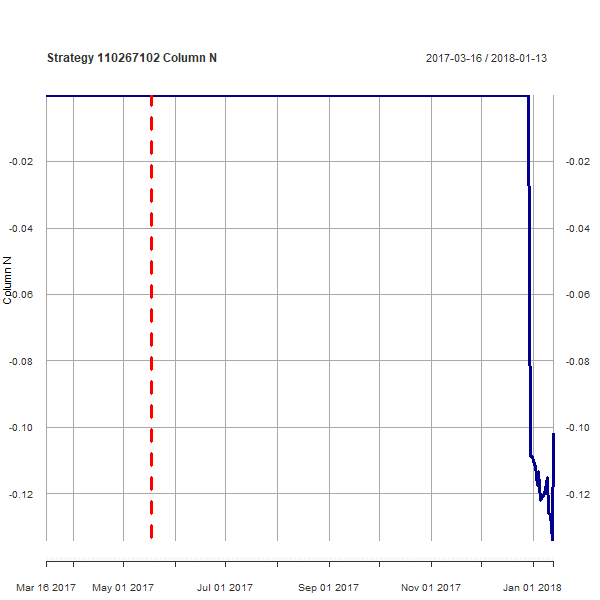 Strategy 110267102 Column N
2017-03-16 / 2018-01-13
-0.02 -0.02
-0.04 -0.04
Column N
-0.06 -0.06
-0.08 -0.08
-0.10 -0.10
-0.12 -0.12
Mar 16 2017 May 01 2017 Jul 01 2017 Sep 01 2017 Nov 01 2017 Jan 01 2018